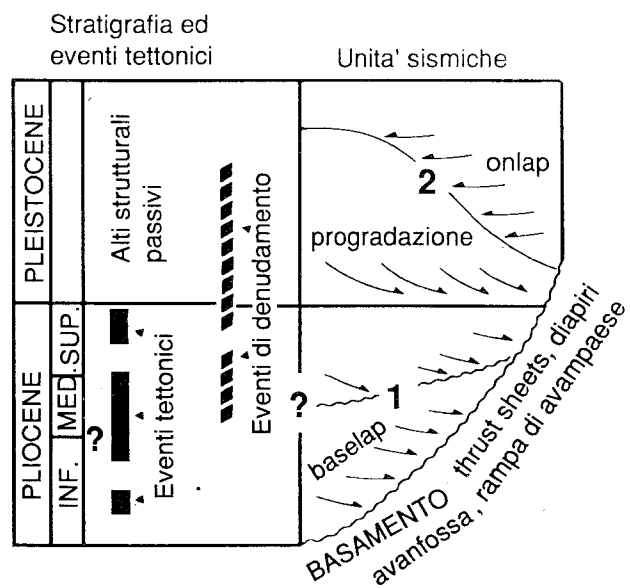 Stratigrafia ed
eventi tettonici
Unita' sismiche
PLEISTOCENE
PLIOCENE
INF.
MED.
SUP.
Alti strutturali
passivi
?
Eventi tettonici
Eventi di denudamento
onlap
2
progradazione
?
1
baselap
BASAMENTO thrust sheets, diapiri
avanfossa, rampa di avampaese